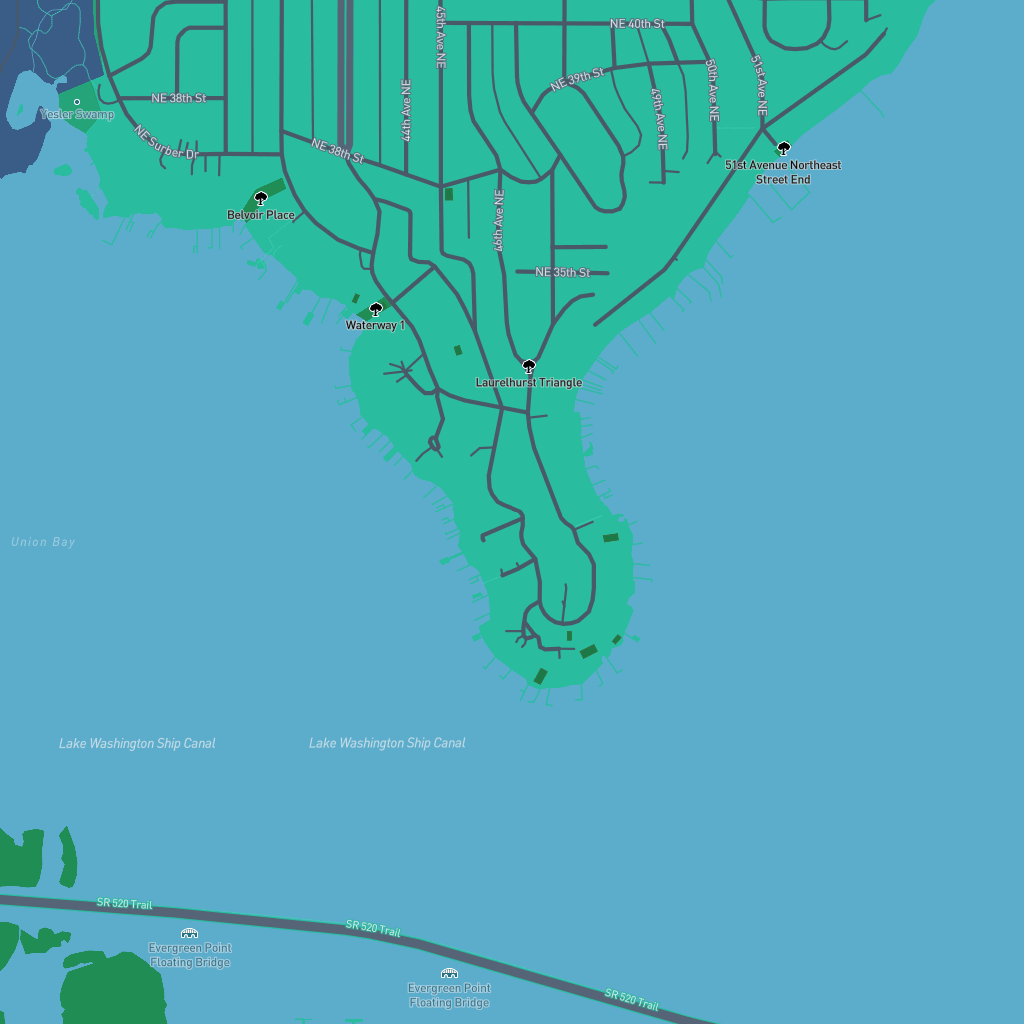 45th Ave NE
NE 40th St
51st Ave NE
50th Ave NE
NE 39th St
49th Ave NE
44th Ave NE
NE 38th St
Yesler Swamp
NE Surber Dr
NE 38th St
51st Avenue Northeast
Street End
Belvoir Place
46th Ave NE
NE 35th St
Waterway 1
Laurelhurst Triangle
Union Bay
Lake Washington Ship Canal
Lake Washington Ship Canal
SR 520 Trail
SR 520 Trail
Evergreen Point
Floating Bridge
Evergreen Point
Floating Bridge
SR 520 Trail